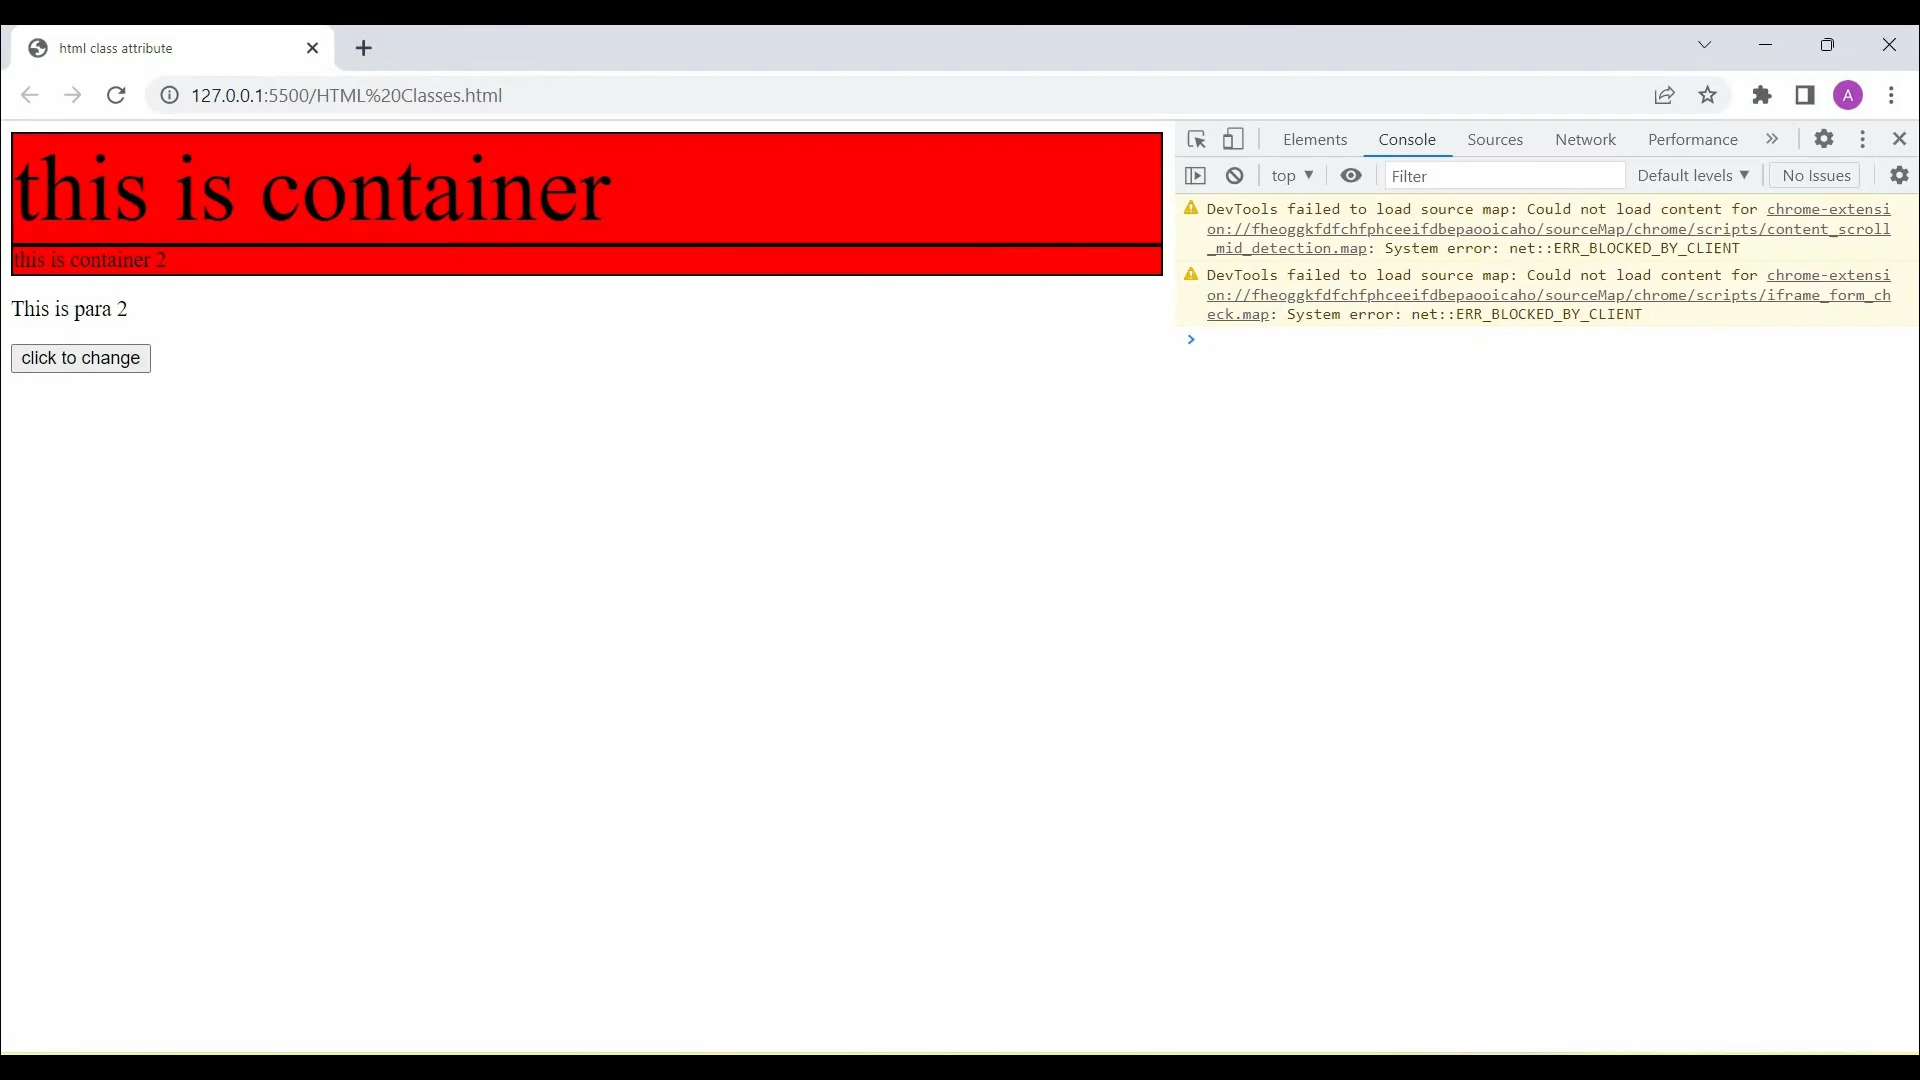 html class attribute
127.0.0.1:5500/HTML%20Classes.html
A
this is container
this is container 2
This is para 2
click to change
Elements Console Sources Network Performance
top Filter Default levels No Issues
DevTools failed to load source map: Could not load content for chrome-extensi
on://fheoggkfdfchfphceeifdbepaooicaho/sourceMap/chrome/scripts/content_scroll
_mid_detection.map: System error: net::ERR_BLOCKED_BY_CLIENT
DevTools failed to load source map: Could not load content for chrome-extensi
on://fheoggkfdfchfphceeifdbepaooicaho/sourceMap/chrome/scripts/iframe_form_ch
eck.map: System error: net::ERR_BLOCKED_BY_CLIENT